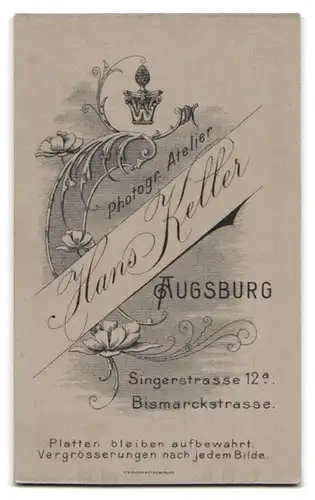 Photogr. Atelier
Hans Keller
AUGSBURG
Singerstrasse 12a.
Bismarckstrasse.
Platten bleiben aufbewahrt.
Vergrösserungen nach jedem Bilde.